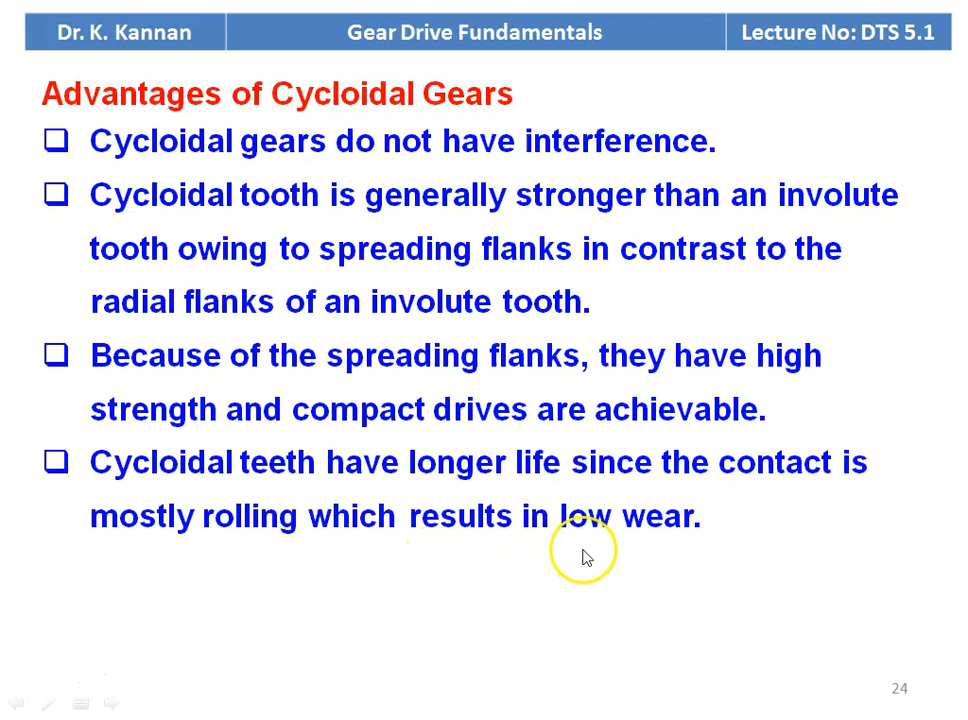 Dr. K. Kannan
Gear Drive Fundamentals
Lecture No: DTS 5.1
Advantages of Cycloidal Gears
Cycloidal gears do not have interference.
Cycloidal tooth is generally stronger than an involute
tooth owing to spreading flanks in contrast to the
radial flanks of an involute tooth.
Because of the spreading flanks, they have high
strength and compact drives are achievable.
Cycloidal teeth have longer life since the contact is
mostly rolling which results in low wear.
24